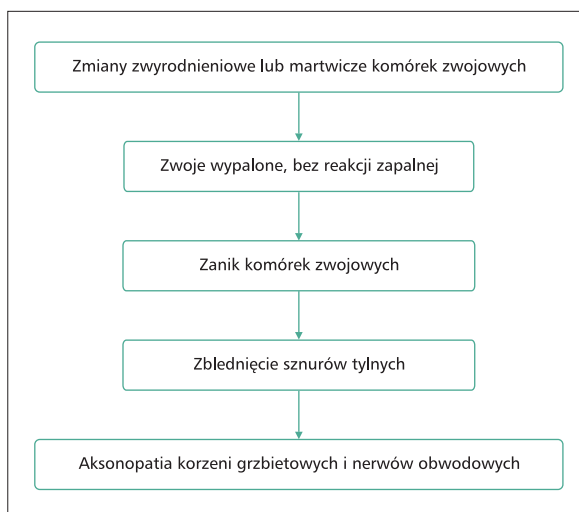 Zmiany zwyrodnieniowe lub martwicze komórek zwojowych
Zwoje wypalone, bez reakcji zapalnej
Zanik komórek zwojowych
Zblednięcie sznurów tylnych
Aksonopatia korzeni grzbietowych i nerwów obwodowych